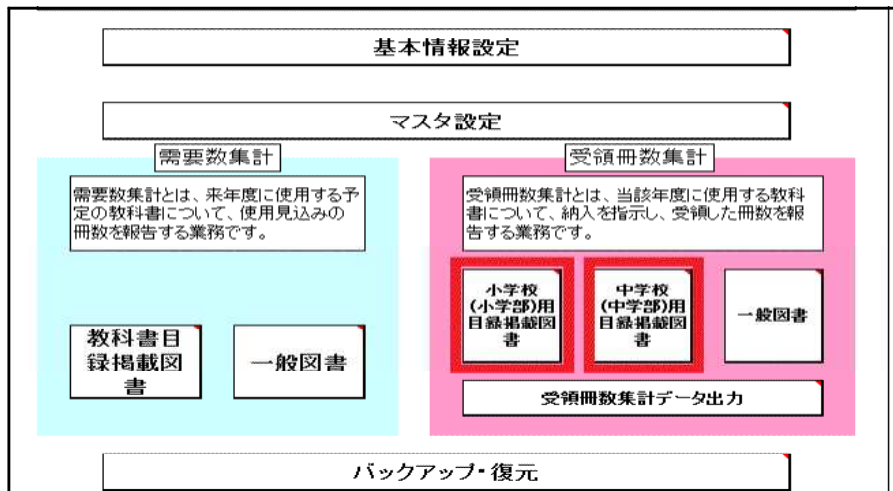 基本情報設定
マスタ設定
需要数集計
需要数集計とは、来年度に使用する予
定の教科書について、使用見込みの
冊数を報告する業務です。
教科書目
録掲載図
書
一般図書
受領冊数集計
受領冊数集計とは、当該年度に使用する教科
書について、納入を指示し、受領した冊数を報
告する業務です。
小学校
(小学部)用
目録掲載図
書
中学校
(中学部)用
目録掲載図
書
一般図書
受領冊数集計データ出力
バックアップ・復元